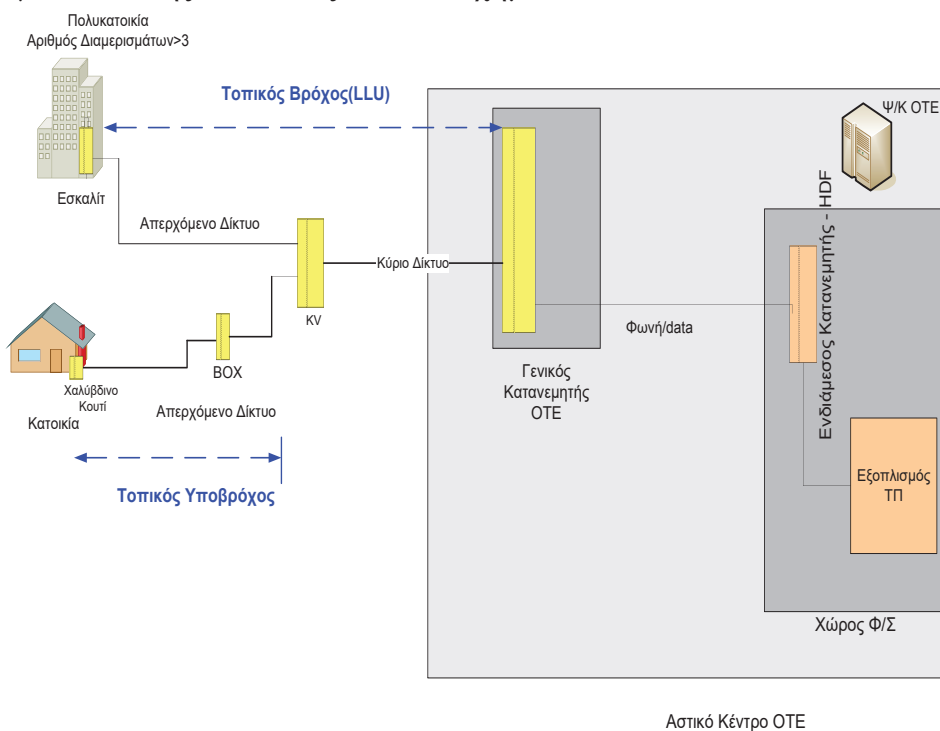 Πολυκατοικία
Αριθμός Διαμερισμάτων>3
Τοπικός Βρόχος(LLU)
Ψ/Κ ΟΤΕ
Εσκαλίτ
Απερχόμενο Δίκτυο
Κύριο Δίκτυο
KV
Ενδιάμεσος Κατανεμητής - HDF
Φωνή/data
BOX
Χαλύβδινο
Κουτί
Κατοικία
Απερχόμενο Δίκτυο
Γενικός
Κατανεμητής
ΟΤΕ
Εξοπλισμός
ΤΠ
Τοπικός Υποβρόχος
Χώρος Φ/Σ
Αστικό Κέντρο ΟΤΕ